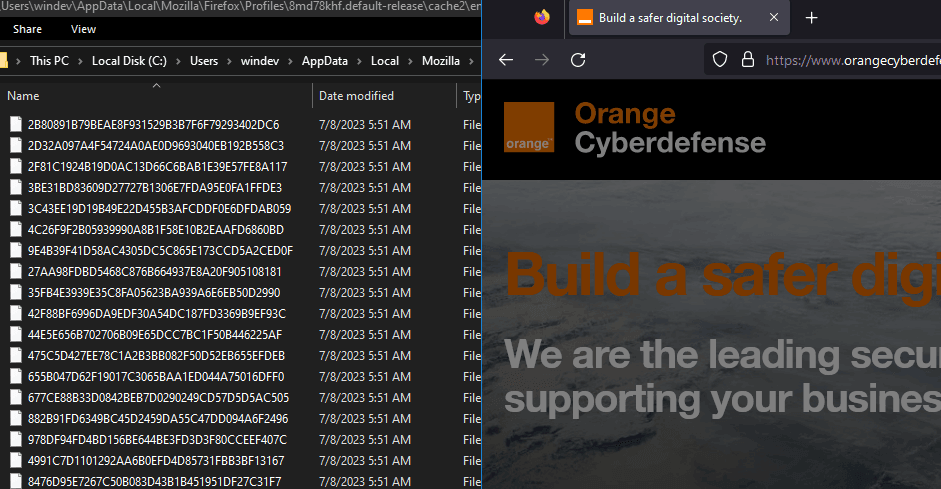 \Users\windev\AppData\Local\Mozilla\Firefox\Profiles\8md78khf.default-release\cache2\en
Share View
This PC > Local Disk (C:) > Users > windev > AppData > Local > Mozilla >
Name Date modified Typ
2B80891B79BEAE8F931529B3B7F6F79293402DC6 7/8/2023 5:51 AM File
2D32A097A4F54724A0AE0D9693040EB192B558C3 7/8/2023 5:51 AM File
2F81C1924B19D0AC13D66C6BAB1E39E57FE8A117 7/8/2023 5:51 AM File
3BE31BD83609D27727B1306E7FDA95E0FA1FFDE3 7/8/2023 5:51 AM File
3C43EE19D19B49E22D455B3AFCDDF0E6DFDAB059 7/8/2023 5:51 AM File
4C26F9F2B05939990A8B1F58E10B2EAAFD6860BD 7/8/2023 5:51 AM File
9E4B39F41D58AC4305DC5C865E173CCD5A2CED0F 7/8/2023 5:51 AM File
27AA98FDBD5468C876B664937E8A20F905108181 7/8/2023 5:51 AM File
35FB4E3939E35C8FA05623BA939A6E6EB50D2990 7/8/2023 5:51 AM File
42F88BF6996DA9EDF30A54DC187FD3369B9EF93C 7/8/2023 5:51 AM File
44E5E656B702706B09E65DCC7BC1F50B446225AF 7/8/2023 5:51 AM File
475C5D427EE78C1A2B3BB082F50D52EB655EFDEB 7/8/2023 5:51 AM File
655B047D62F19017C3065BAA1ED044A75016DFF0 7/8/2023 5:51 AM File
677CE88B33D0842BEB7D0290249CD57D5D5AC505 7/8/2023 5:51 AM File
882B91FD6349BC45D2459DA55C47DD094A6F2496 7/8/2023 5:51 AM File
978DF94FD4BD156BE644BE3FD3D3F80CCEEF407C 7/8/2023 5:51 AM File
4991C7D1101292AA6B0EFD4D85731FBB3BF13167 7/8/2023 5:51 AM File
8476D95E7267C50B083D43B1B451951DF27C31F7 7/8/2023 5:51 AM File
Build a safer digital society.
https://www.orangecyberdefe
orange™
Orange
Cyberdefense
Build a safer digi
We are the leading secu
supporting your busines